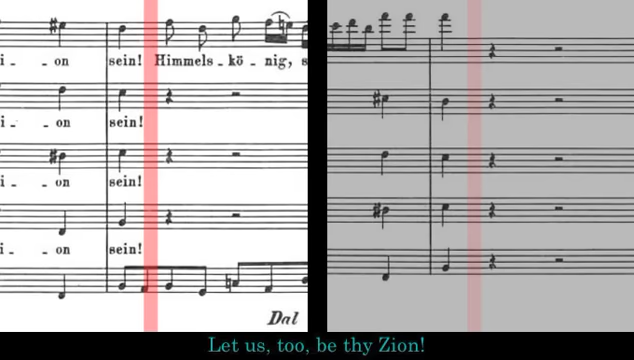 i - - on sein! Himmels - kö - nig, s
i - - on sein!
i - - on sein!
i - - on sein!
Dal
Let us, too, be thy Zion!